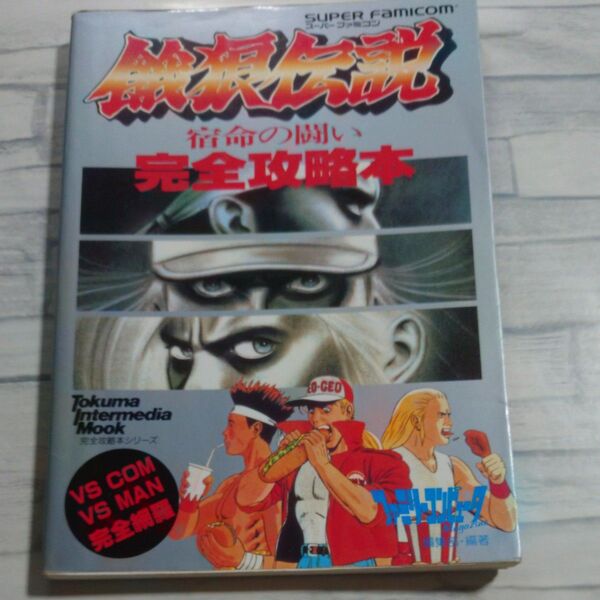 SUPER FAMICOM
スーパーファミコン
餓狼伝説
宿命の闘い
完全攻略本
Tokuma
Intermedia
Mook
完全攻略本シリーズ
VS COM
VS MAN
完全網羅
EO-GEO
ファミリーコンピュータ
Magazine
編集部・編著